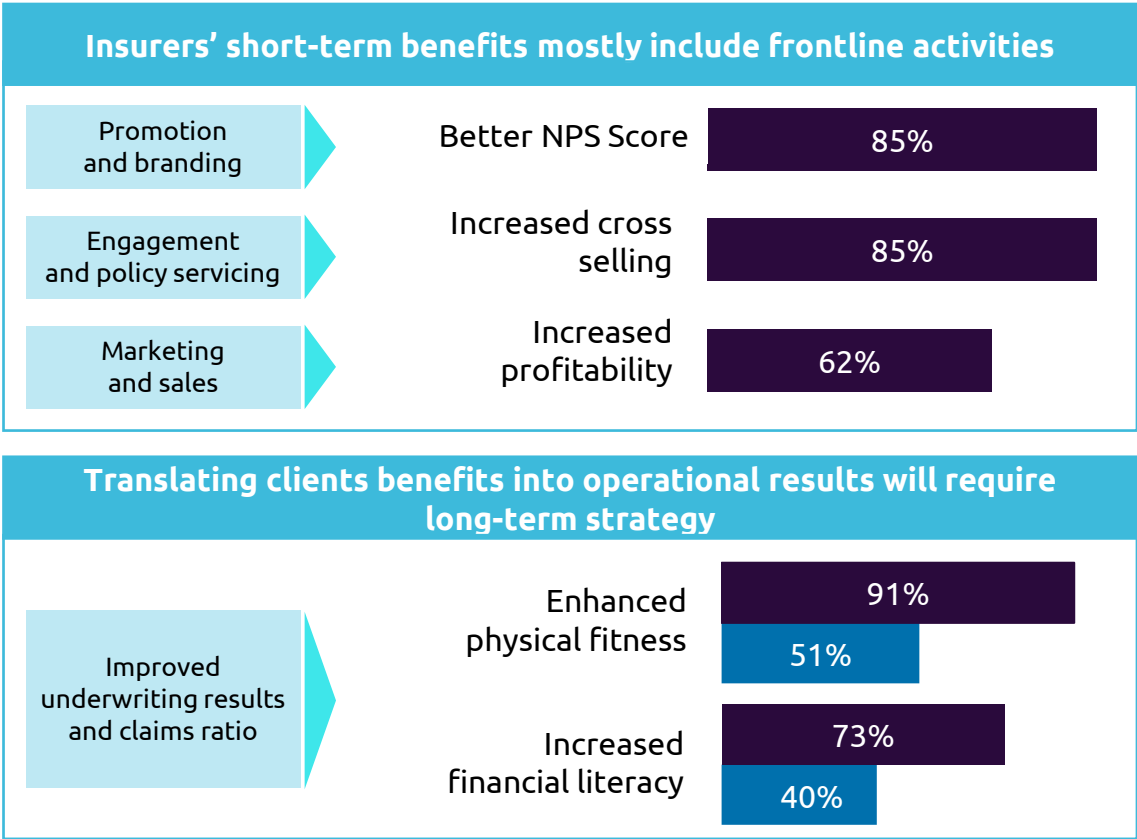 Insurers’ short-term benefits mostly include frontline activities
Promotion
and branding
Better NPS Score
85%
Engagement
and policy servicing
Increased cross
selling
85%
Marketing
and sales
Increased
profitability
62%
Translating clients benefits into operational results will require
long-term strategy
Improved
underwriting results
and claims ratio
Enhanced
physical fitness
91%
51%
Increased
financial literacy
73%
40%